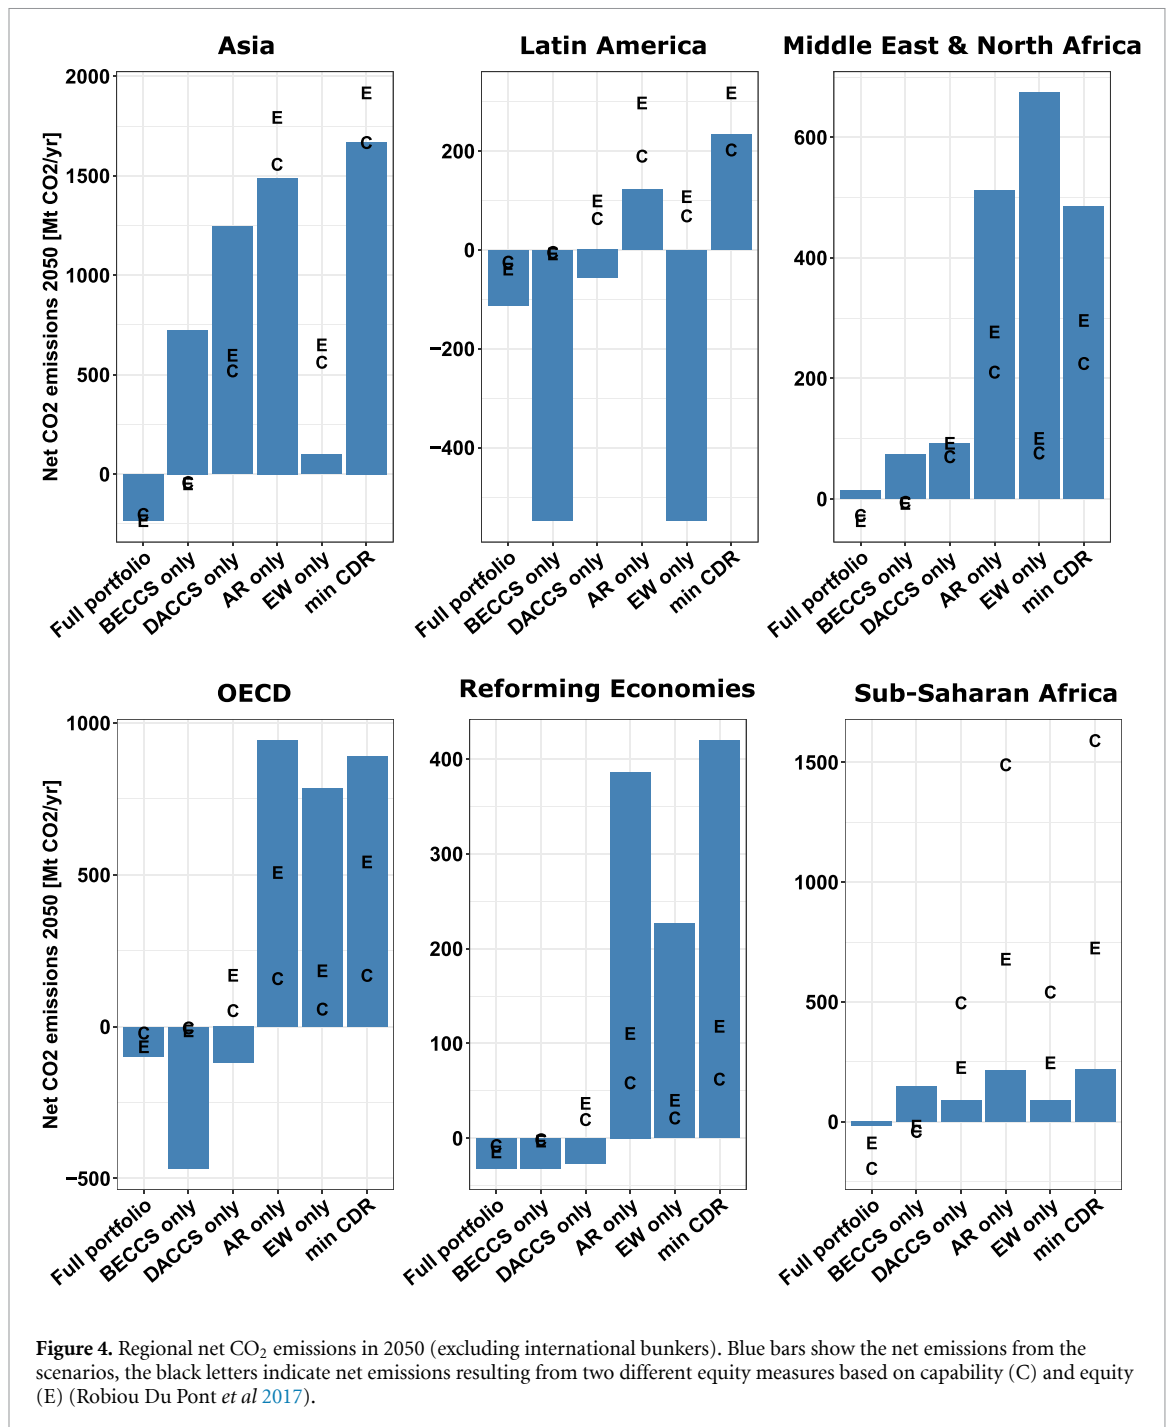 Asia
Latin America
Middle East & North Africa
Net CO2 emissions 2050 [Mt CO2/yr]
2000
1500
1000
500
0
E
C
E
C
E
C
E
C
E
C
E
C
200
0
−200
−400
C
E
C
E
E
C
E
C
E
C
E
C
600
400
200
0
C
E
C
E
E
C
E
C
E
C
E
C
Full portfolio
BECCS only
DACCS only
AR only
EW only
min CDR
Full portfolio
BECCS only
DACCS only
AR only
EW only
min CDR
Full portfolio
BECCS only
DACCS only
AR only
EW only
min CDR
OECD
Reforming Economies
Sub-Saharan Africa
Net CO2 emissions 2050 [Mt CO2/yr]
1000
500
0
−500
C
E
C
E
E
C
E
C
E
C
E
C
400
300
200
100
0
C
E
C
E
E
C
E
C
E
C
E
C
1500
1000
500
0
E
C
E
C
C
E
C
E
C
E
C
E
Full portfolio
BECCS only
DACCS only
AR only
EW only
min CDR
Full portfolio
BECCS only
DACCS only
AR only
EW only
min CDR
Full portfolio
BECCS only
DACCS only
AR only
EW only
min CDR
Figure 4. Regional net CO₂ emissions in 2050 (excluding international bunkers). Blue bars show the net emissions from the
scenarios, the black letters indicate net emissions resulting from two different equity measures based on capability (C) and equity
(E) (Robiou Du Pont et al 2017).